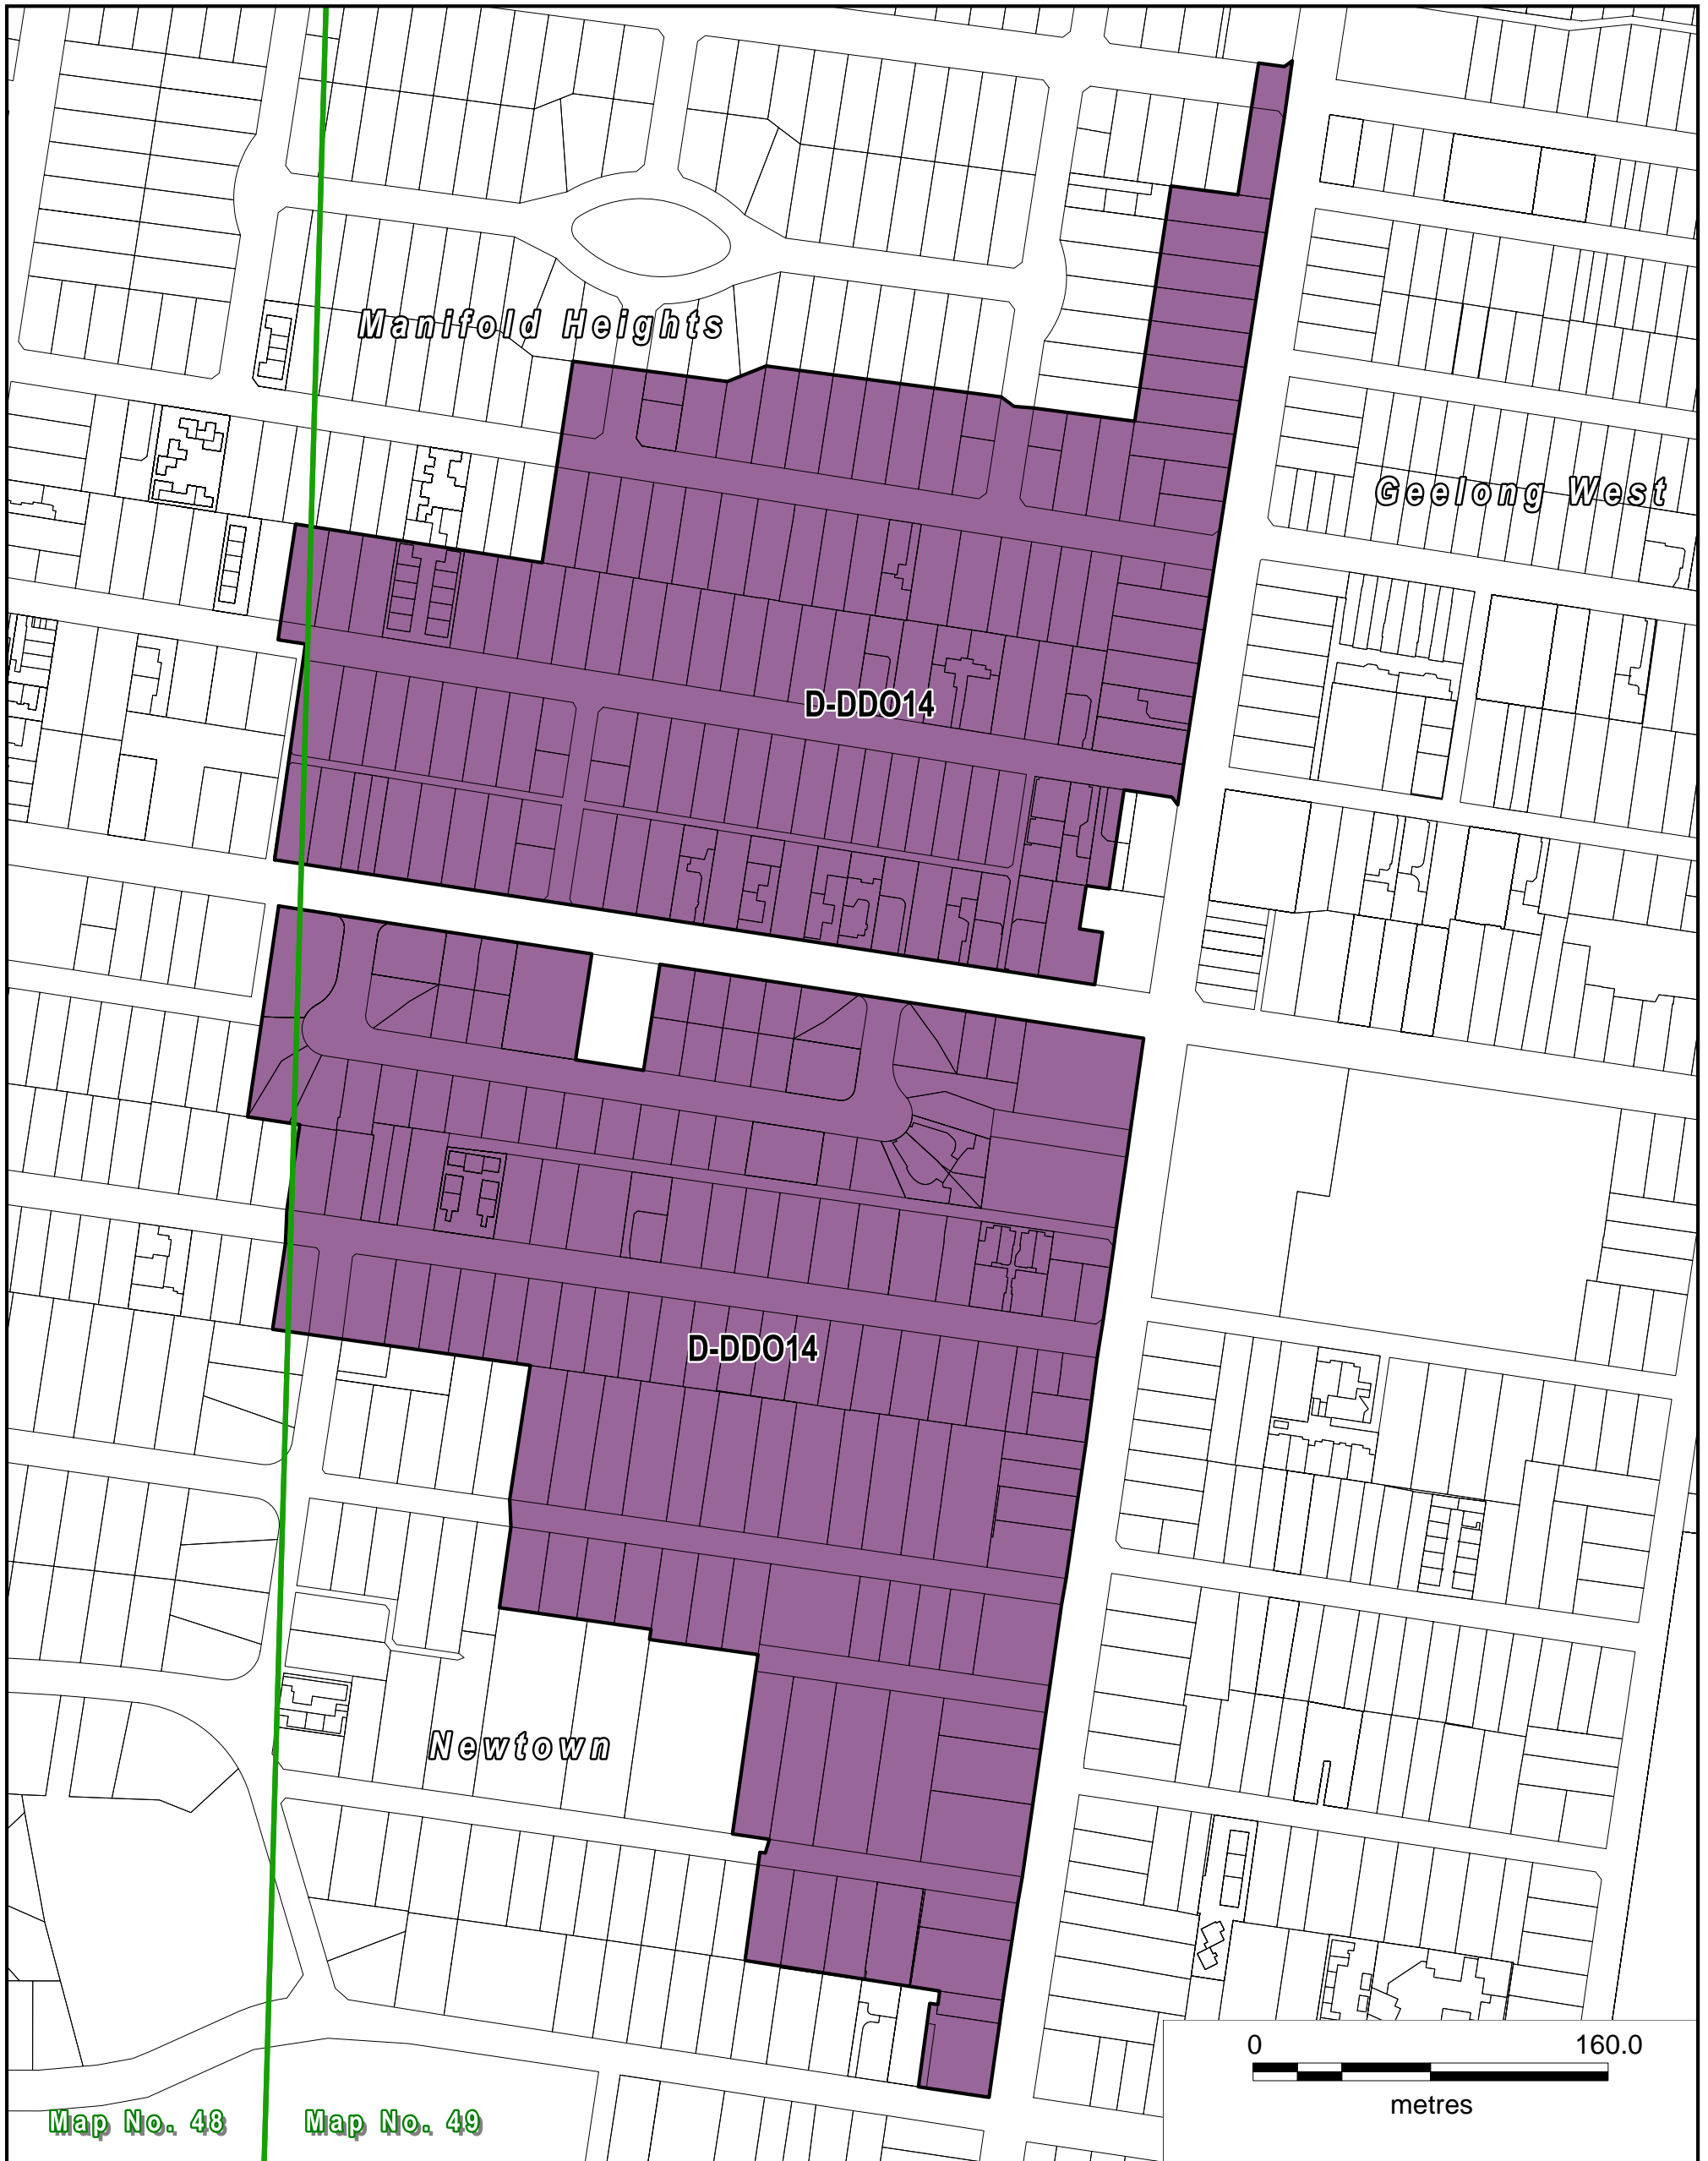 Manifold Heights
Geelong West
D-DDO14
D-DDO14
Newtown
0 160.0
metres
Map No. 48 Map No. 49